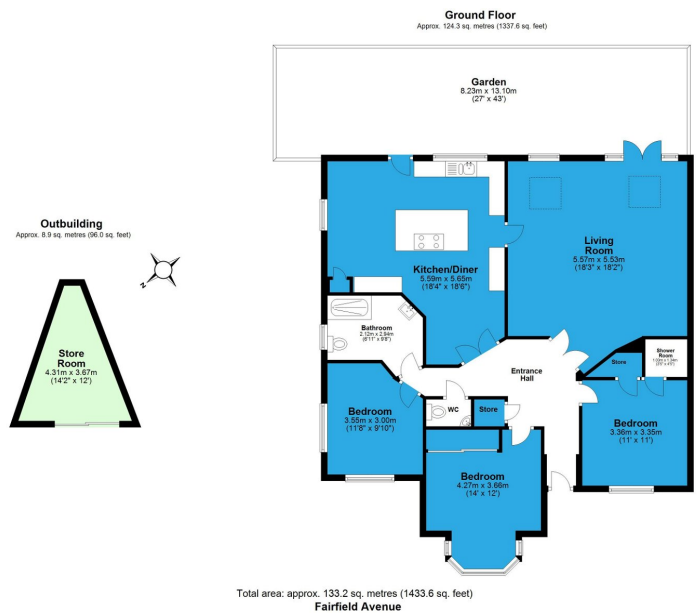 Ground Floor
Approx. 124.3 sq. metres (1337.6 sq. feet)
Garden
8.23m x 13.10m
(27' x 43')
Outbuilding
Approx. 8.9 sq. metres (96.0 sq. feet)
N
Store
Room
4.31m x 3.67m
(14'2" x 12')
Kitchen/Diner
5.59m x 5.65m
(18'4" x 18'6")
Living
Room
5.57m x 5.53m
(18'3" x 18'2")
Bathroom
2.12m x 2.94m
(6'11" x 9'8")
Entrance
Hall
Store
Shower
Room
Bedroom
3.55m x 3.00m
(11'8" x 9'10")
WC
Store
Bedroom
3.36m x 3.35m
(11' x 11')
Bedroom
4.27m x 3.66m
(14' x 12')
Total area: approx. 133.2 sq. metres (1433.6 sq. feet)
Fairfield Avenue